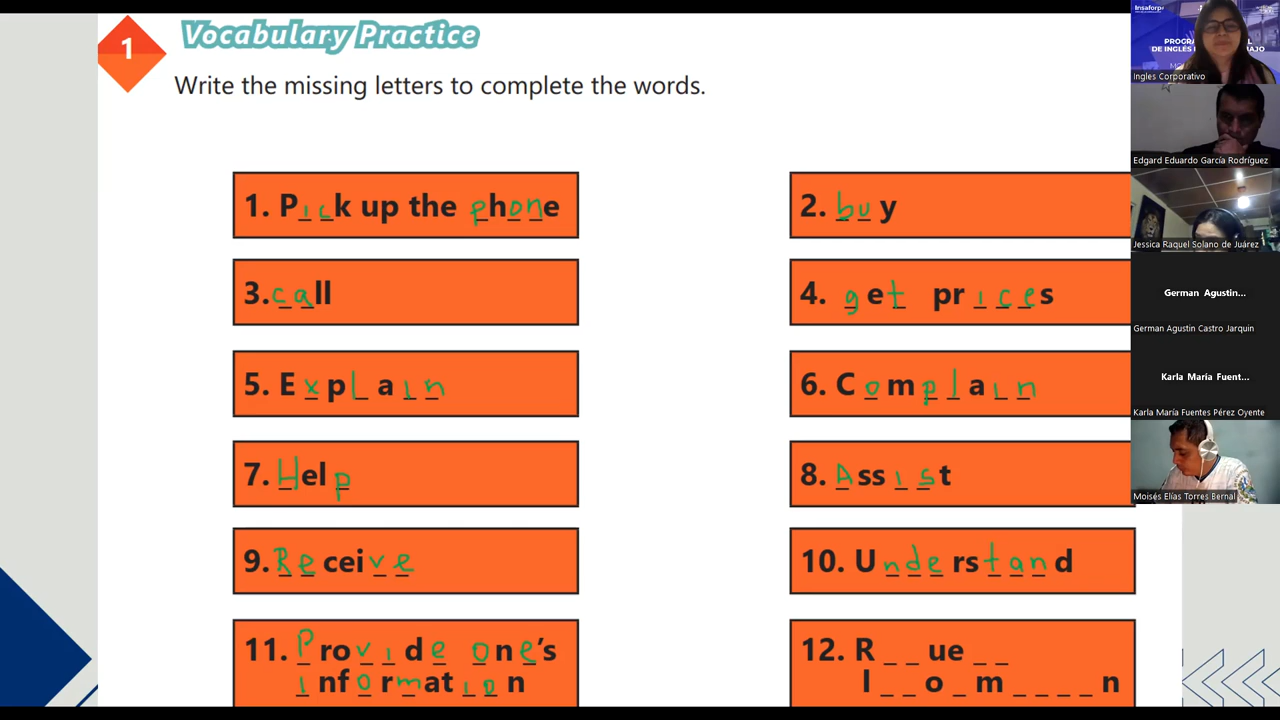 1
Vocabulary Practice
Write the missing letters to complete the words.
1. Pick up the phone
2. buy
3. call
4. get prices
5. Explain
6. Complain
7. Help
8. Assist
9. Receive
10. Understand
11. Provide one's
information
12. R _ _ ue _ _
I _ _ o _ m _ _ _ _ n
Insaforp
Ingles Corporativo
Edgard Eduardo García Rodríguez
Jessica Raquel Solano de Juárez
German Agustin...
German Agustin Castro Jarquin
Karla María Fuent...
Karla María Fuentes Pérez Oyente
Moisés Elías Torres Bernal